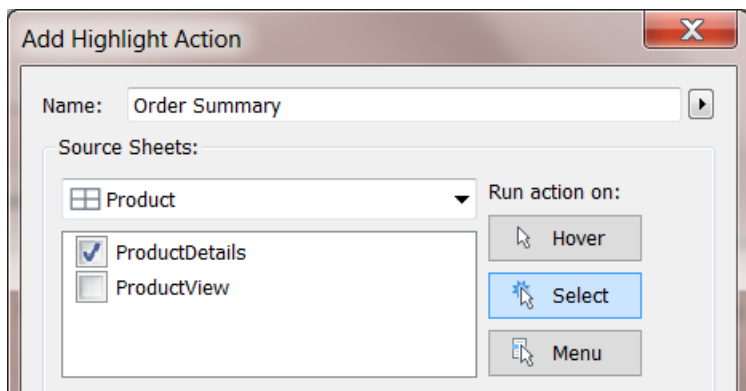 Add Highlight Action
Name: Order Summary
Source Sheets:
Product
Run action on:
ProductDetails
Hover
ProductView
Select
Menu